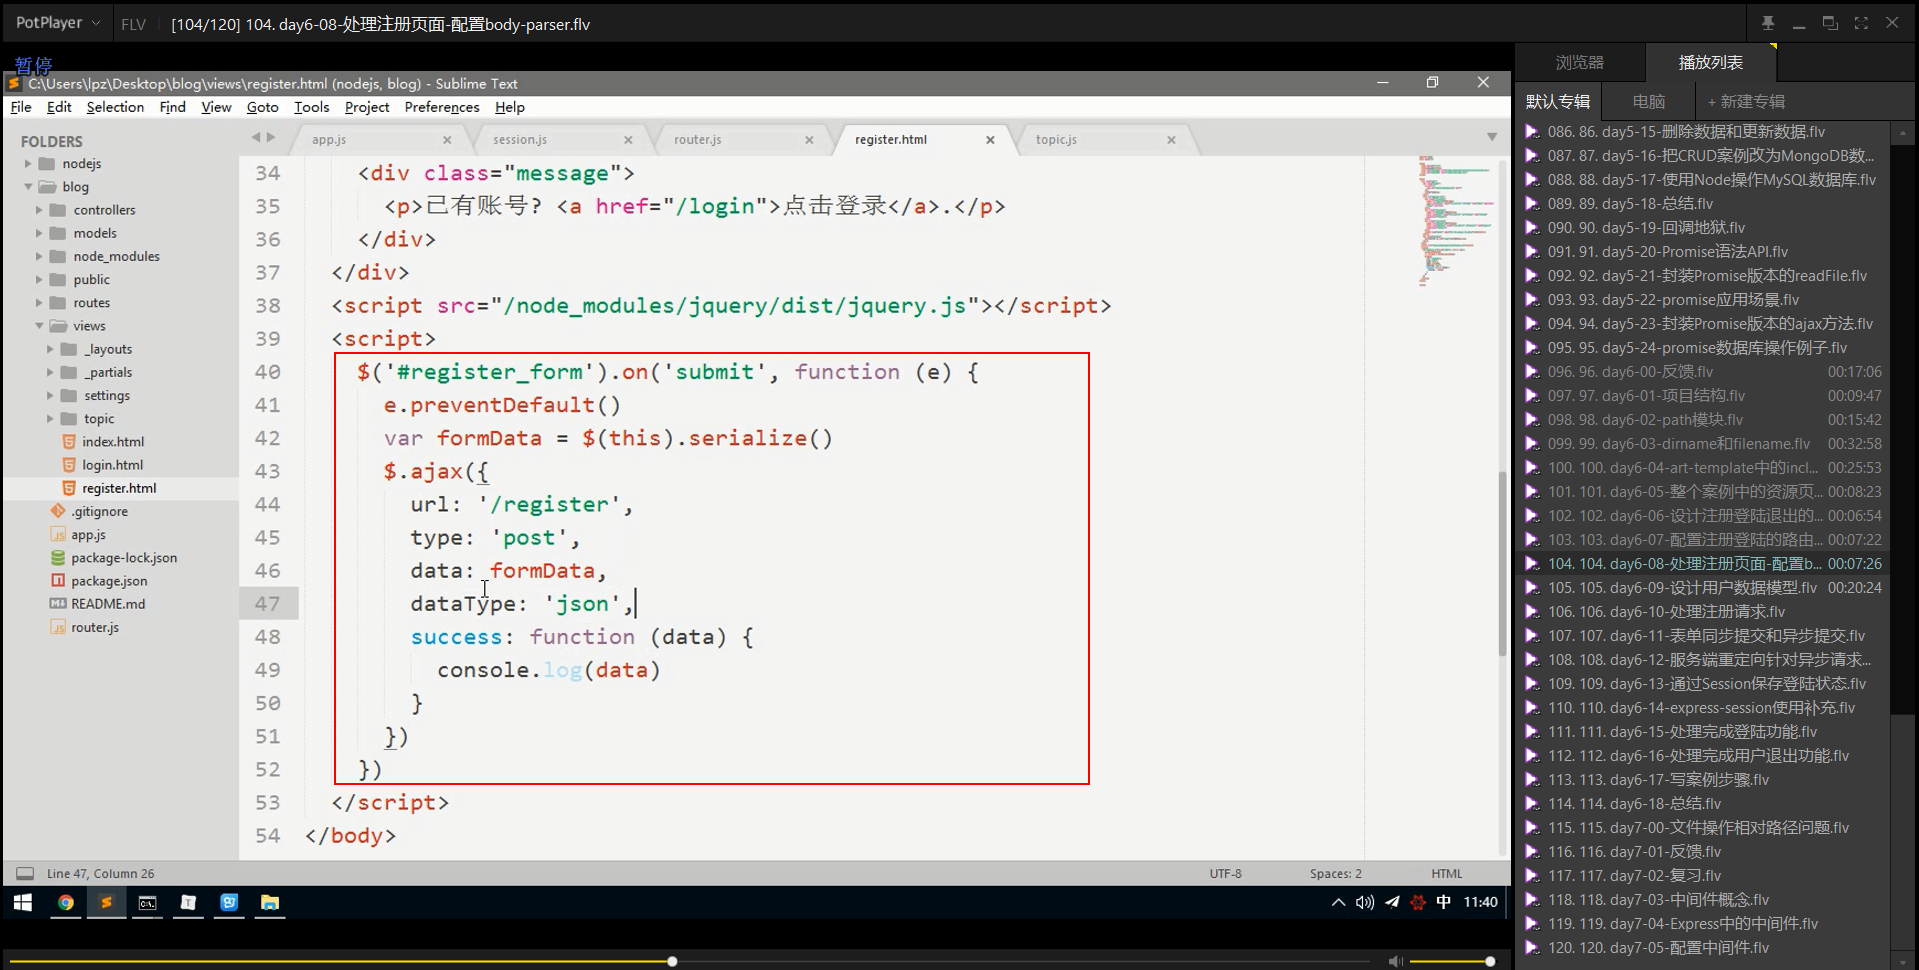 PotPlayer
FLV
[104/120] 104. day6-08-处理注册页面-配置body-parser.flv
暂停
C:\Users\lpz\Desktop\blog\views\register.html (nodejs, blog) - Sublime Text
File Edit Selection Find View Goto Tools Project Preferences Help
FOLDERS
nodejs
blog
controllers
models
node_modules
public
routes
views
_layouts
_partials
settings
topic
index.html
login.html
register.html
.gitignore
app.js
package-lock.json
package.json
README.md
router.js
app.js
session.js
router.js
register.html
topic.js
34 <div class="message">
35 <p>已有账号? <a href="/login">点击登录</a>.</p>
36 </div>
37 </div>
38 <script src="/node_modules/jquery/dist/jquery.js"></script>
39 <script>
40 $('#register_form').on('submit', function (e) {
41 e.preventDefault()
42 var formData = $(this).serialize()
43 $.ajax({
44 url: '/register',
45 type: 'post',
46 data: formData,
47 dataType: 'json',
48 success: function (data) {
49 console.log(data)
50 }
51 })
52 })
53 </script>
54 </body>
Line 47, Column 26
UTF-8
Spaces: 2
HTML
中
11:40
浏览器
播放列表
默认专辑
电脑
+ 新建专辑
086. 86. day5-15-删除数据和更新数据.flv
087. 87. day5-16-把CRUD案例改为MongoDB数...
088. 88. day5-17-使用Node操作MySQL数据库.flv
089. 89. day5-18-总结.flv
090. 90. day5-19-回调地狱.flv
091. 91. day5-20-Promise语法API.flv
092. 92. day5-21-封装Promise版本的readFile.flv
093. 93. day5-22-promise应用场景.flv
094. 94. day5-23-封装Promise版本的ajax方法.flv
095. 95. day5-24-promise数据库操作例子.flv
096. 96. day6-00-反馈.flv 00:17:06
097. 97. day6-01-项目结构.flv 00:09:47
098. 98. day6-02-path模块.flv 00:15:42
099. 99. day6-03-dirname和filename.flv 00:32:58
100. 100. day6-04-art-template中的incl... 00:25:53
101. 101. day6-05-整个案例中的资源页... 00:08:23
102. 102. day6-06-设计注册登陆退出的... 00:06:54
103. 103. day6-07-配置注册登陆的路由... 00:07:22
104. 104. day6-08-处理注册页面-配置b... 00:07:26
105. 105. day6-09-设计用户数据模型.flv 00:20:24
106. 106. day6-10-处理注册请求.flv
107. 107. day6-11-表单同步提交和异步提交.flv
108. 108. day6-12-服务端重定向针对异步请求...
109. 109. day6-13-通过Session保存登陆状态.flv
110. 110. day6-14-express-session使用补充.flv
111. 111. day6-15-处理完成登陆功能.flv
112. 112. day6-16-处理完成用户退出功能.flv
113. 113. day6-17-写案例步骤.flv
114. 114. day6-18-总结.flv
115. 115. day7-00-文件操作相对路径问题.flv
116. 116. day7-01-反馈.flv
117. 117. day7-02-复习.flv
118. 118. day7-03-中间件概念.flv
119. 119. day7-04-Express中的中间件.flv
120. 120. day7-05-配置中间件.flv